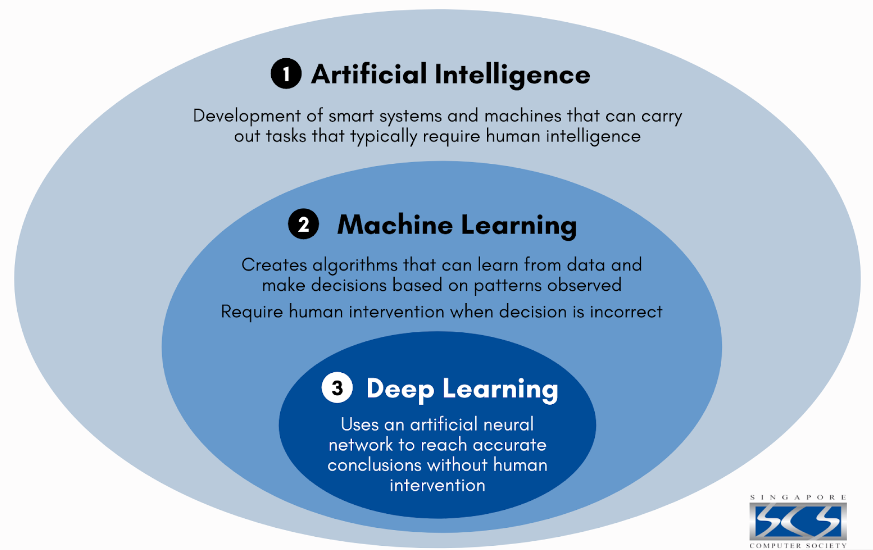 1 Artificial Intelligence
Development of smart systems and machines that can carry
out tasks that typically require human intelligence
2 Machine Learning
Creates algorithms that can learn from data and
make decisions based on patterns observed
Require human intervention when decision is incorrect
3 Deep Learning
Uses an artificial neural
network to reach accurate
conclusions without human
intervention
SINGAPORE
SCS
COMPUTER SOCIETY